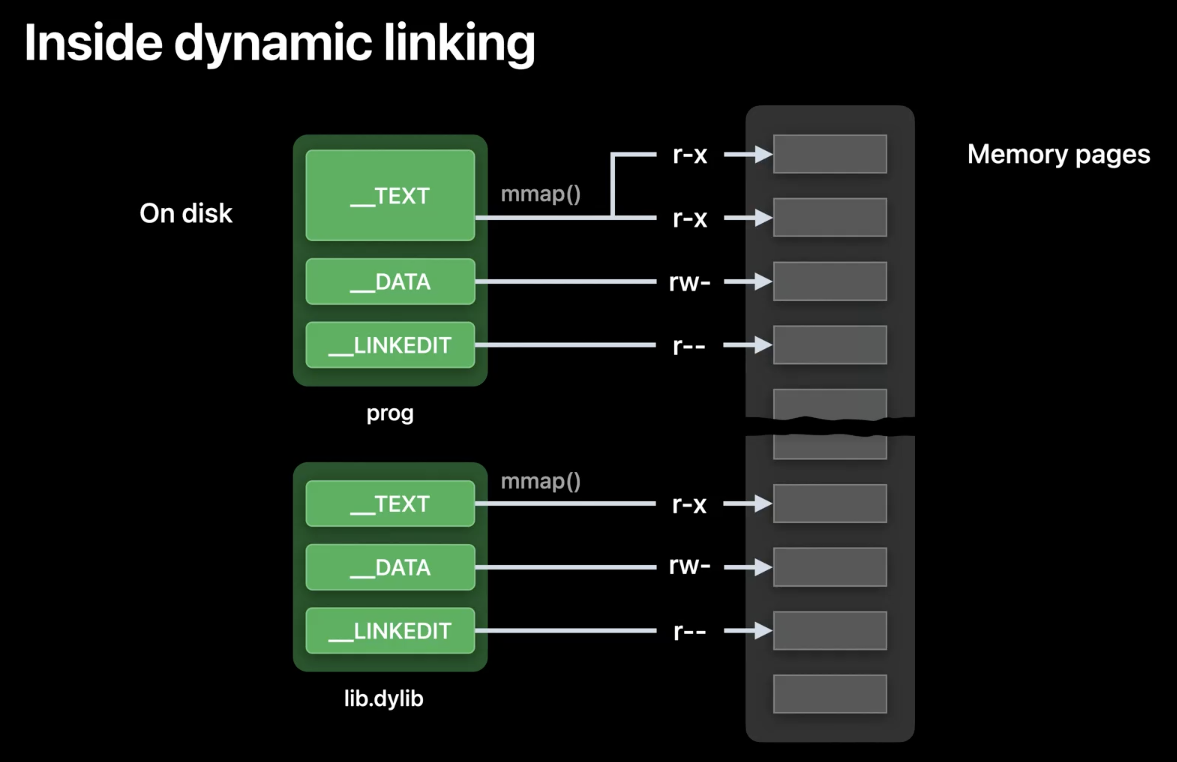 Inside dynamic linking
On disk
__TEXT
mmap()
r-x
r-x
Memory pages
__DATA
rw-
__LINKEDIT
r--
prog
__TEXT
mmap()
r-x
__DATA
rw-
__LINKEDIT
r--
lib.dylib